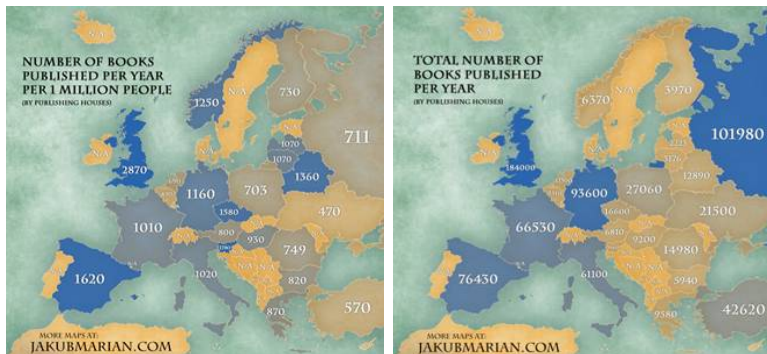 NUMBER OF BOOKS
PUBLISHED PER YEAR
PER 1 MILLION PEOPLE
(BY PUBLISHING HOUSES)
N/A
1250
N/A
730
711
N/A
N/A
1070
1070
N/A
2870
1360
1160
703
470
1580
1010
800
930
749
1620
1020
820
870
570
MORE MAPS AT:
JAKUBMARIAN.COM
TOTAL NUMBER OF
BOOKS PUBLISHED
PER YEAR
(BY PUBLISHING HOUSES)
N/A
6370
N/A
3970
101980
N/A
N/A
N/A
184000
12890
93600
27060
21500
16600
66530
6810
9200
14980
76430
61100
5940
9580
42620
MORE MAPS AT:
JAKUBMARIAN.COM